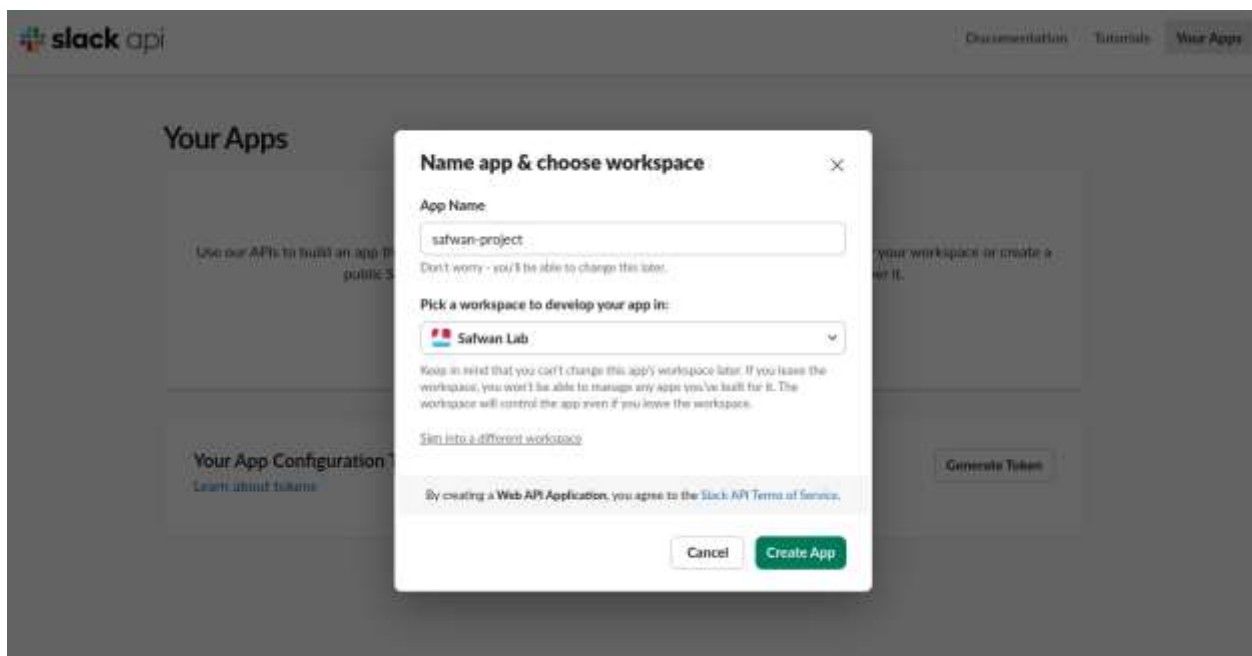 slack api
Documentation Tutorials Your Apps
Your Apps
Name app & choose workspace
App Name
safwan-project
Use our APIs to build an app th
your workspace or create a
public S
er it.
Don't worry - you'll be able to change this later.
Pick a workspace to develop your app in:
Safwan Lab
Keep in mind that you can't change this app's workspace later. If you leave the
workspace, you won't be able to manage any apps you've built for it. The
workspace will control the app even if you leave the workspace.
Sign into a different workspace
Your App Configuration T
Learn about tokens
Generate Token
By creating a Web API Application, you agree to the Slack API Terms of Service.
Cancel Create App